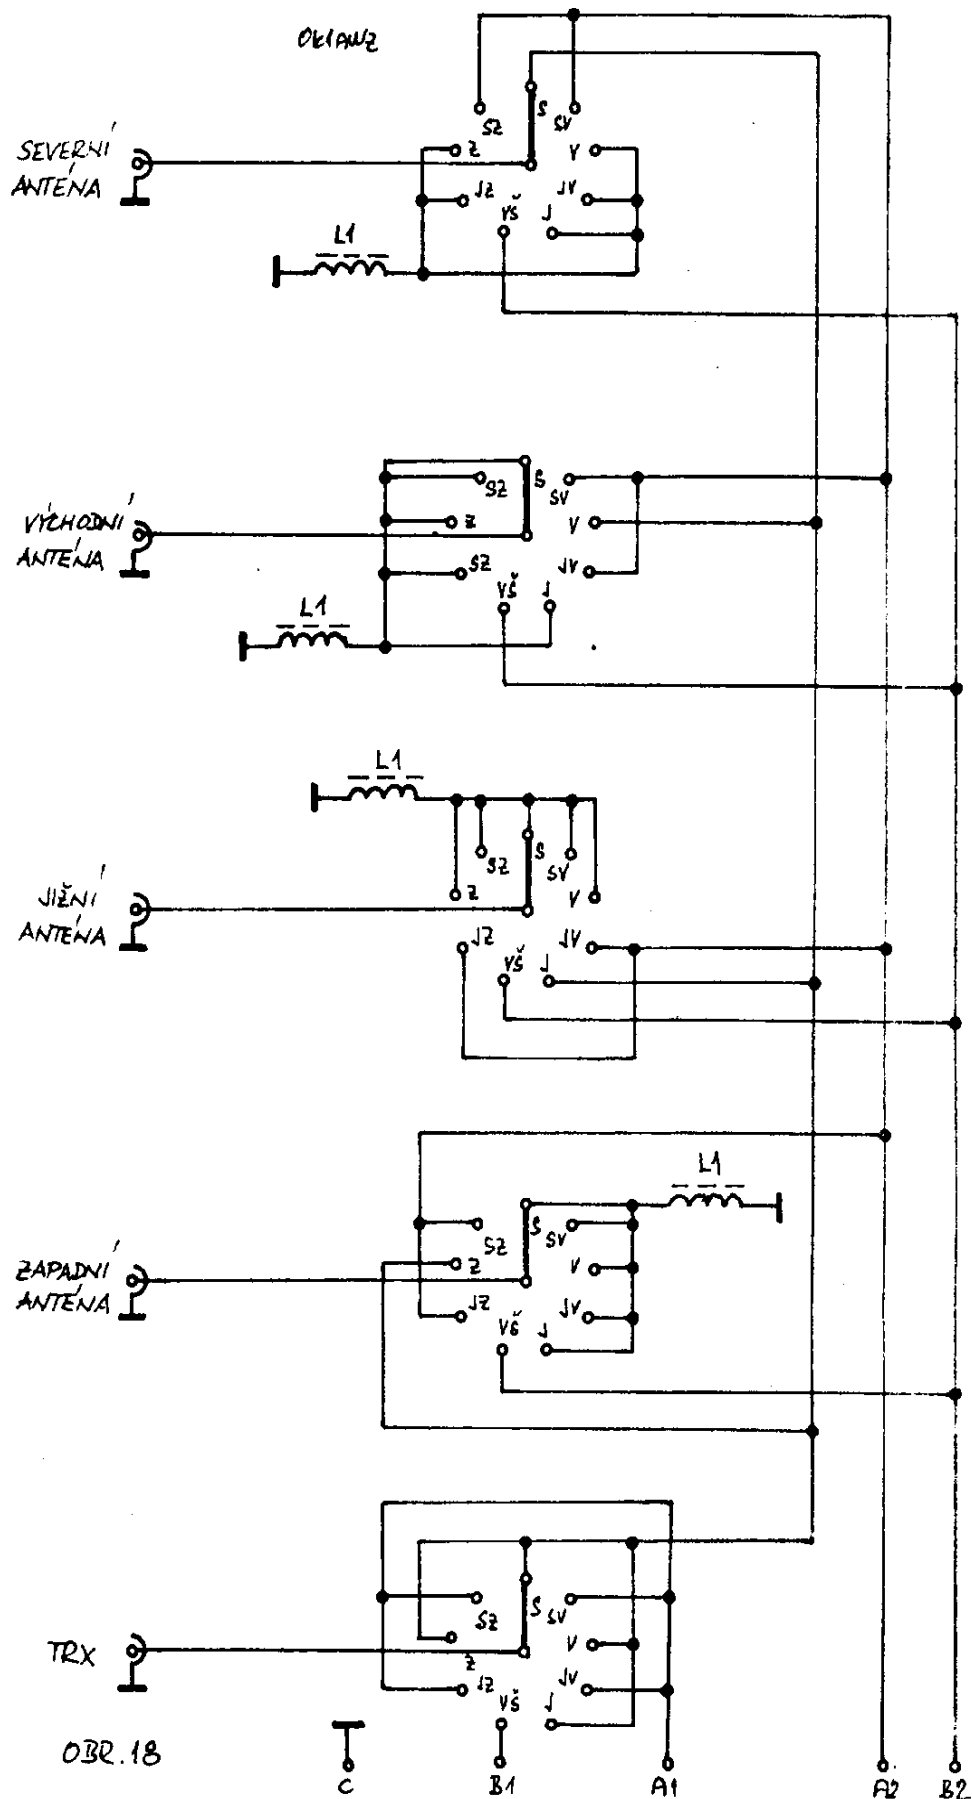 OK1AWZ
S
SZ
SV
SEVERNÍ
ANTÉNA
Z
V
JZ
VŠ
JV
J
L1
S
SZ
SV
VÝCHODNÍ
ANTÉNA
Z
V
SZ
VŠ
JV
J
L1
L1
S
SZ
SV
JIŽNÍ
ANTÉNA
Z
V
JZ
VŠ
JV
J
L1
S
SZ
SV
ZÁPADNÍ
ANTÉNA
Z
V
JZ
VŠ
JV
J
S
SZ
SV
TRX
Z
V
JZ
VŠ
JV
J
OBR.18
C
B1
A1
A2
B2